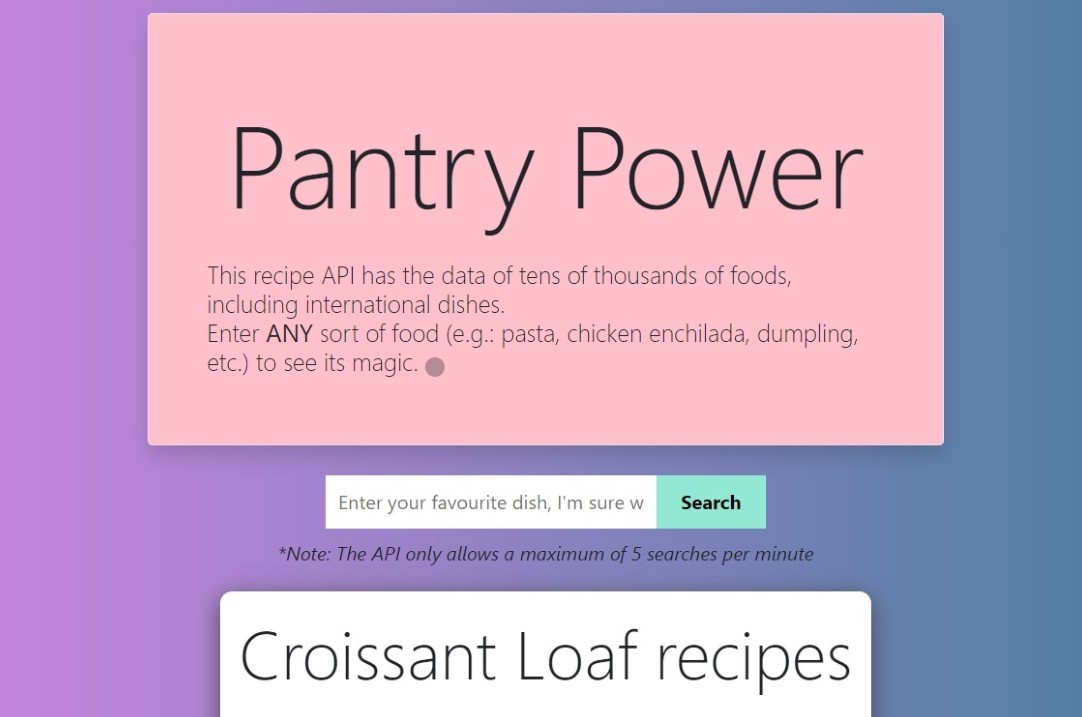 Pantry Power
This recipe API has the data of tens of thousands of foods,
including international dishes.
Enter ANY sort of food (e.g.: pasta, chicken enchilada, dumpling,
etc.) to see its magic.
Enter your favourite dish, I'm sure w
Search
*Note: The API only allows a maximum of 5 searches per minute
Croissant Loaf recipes